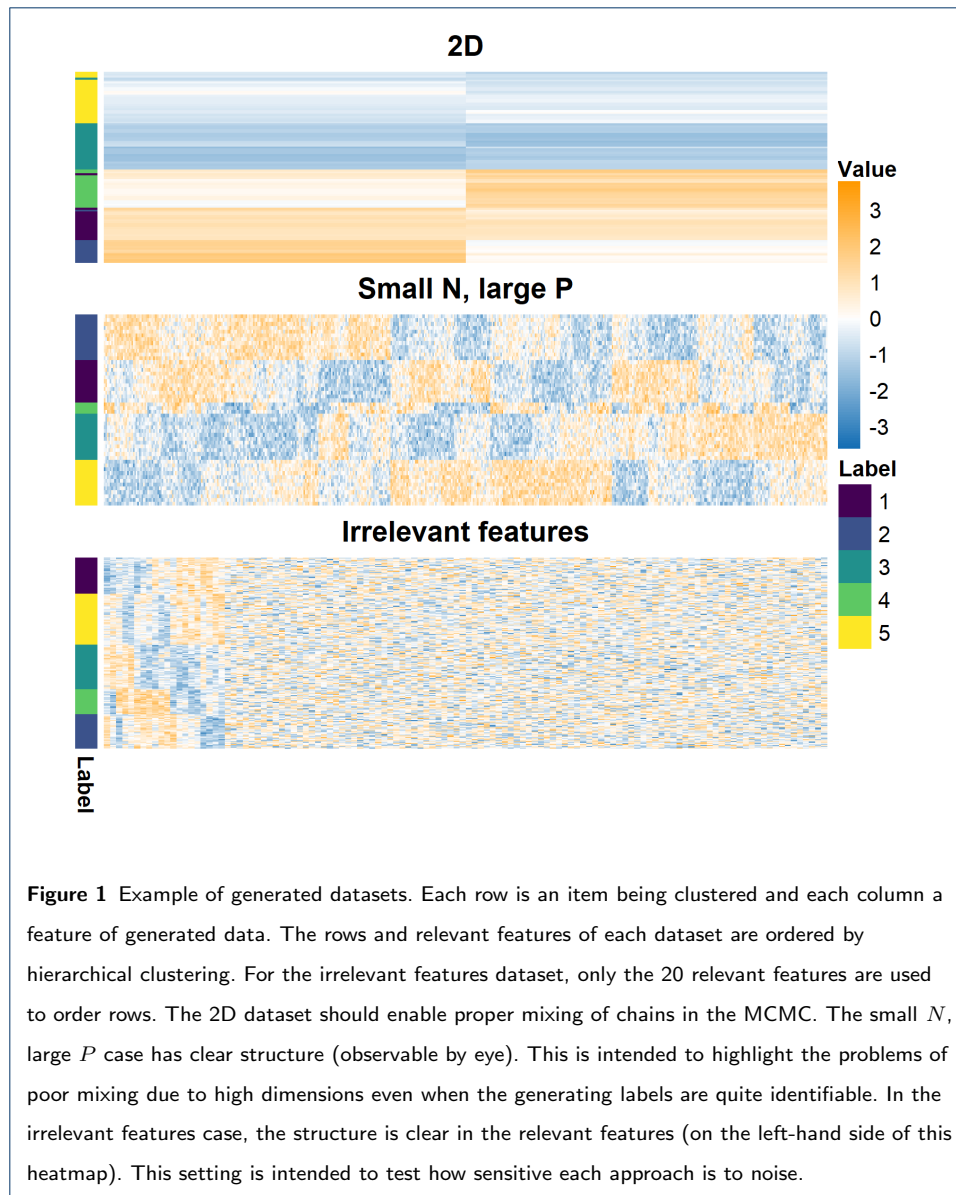 2D
Value
3
2
1
0
-1
-2
-3
Small N, large P
Label
1
2
3
4
5
Irrelevant features
Label
Figure 1 Example of generated datasets. Each row is an item being clustered and each column a
feature of generated data. The rows and relevant features of each dataset are ordered by
hierarchical clustering. For the irrelevant features dataset, only the 20 relevant features are used
to order rows. The 2D dataset should enable proper mixing of chains in the MCMC. The small N,
large P case has clear structure (observable by eye). This is intended to highlight the problems of
poor mixing due to high dimensions even when the generating labels are quite identifiable. In the
irrelevant features case, the structure is clear in the relevant features (on the left-hand side of this
heatmap). This setting is intended to test how sensitive each approach is to noise.